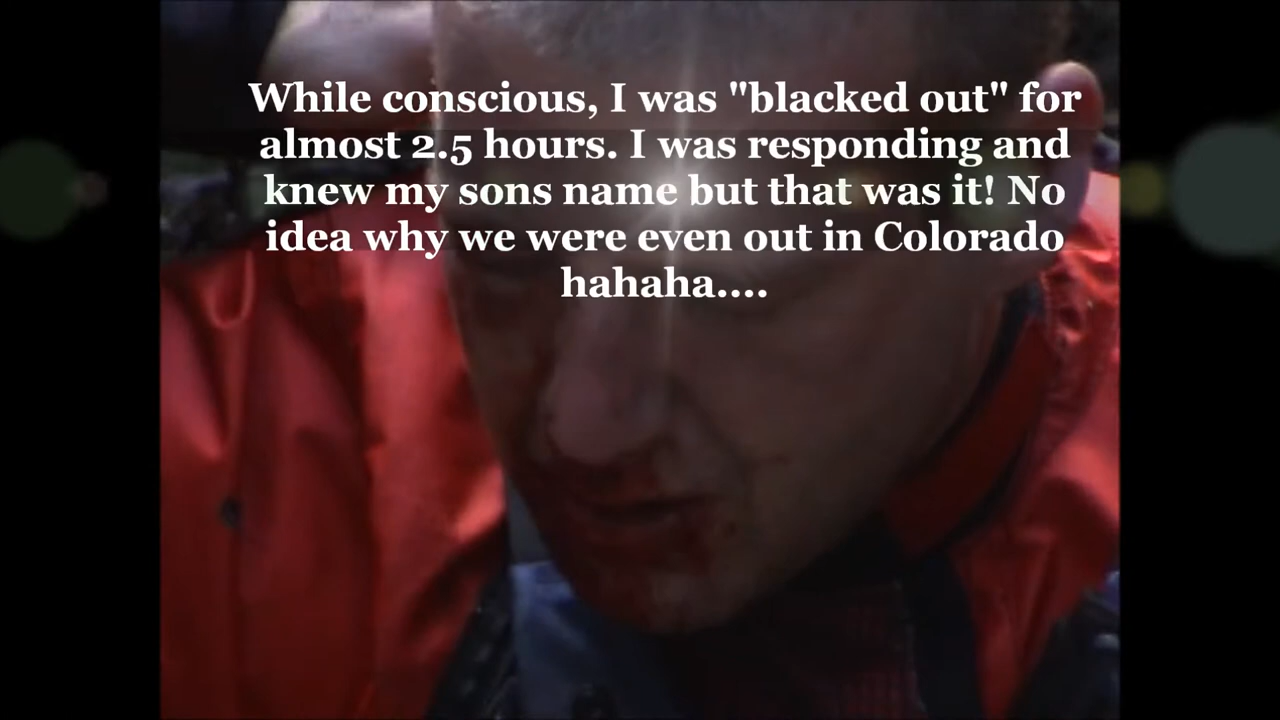 While conscious, I was "blacked out" for
almost 2.5 hours. I was responding and
knew my sons name but that was it! No
idea why we were even out in Colorado
hahaha....